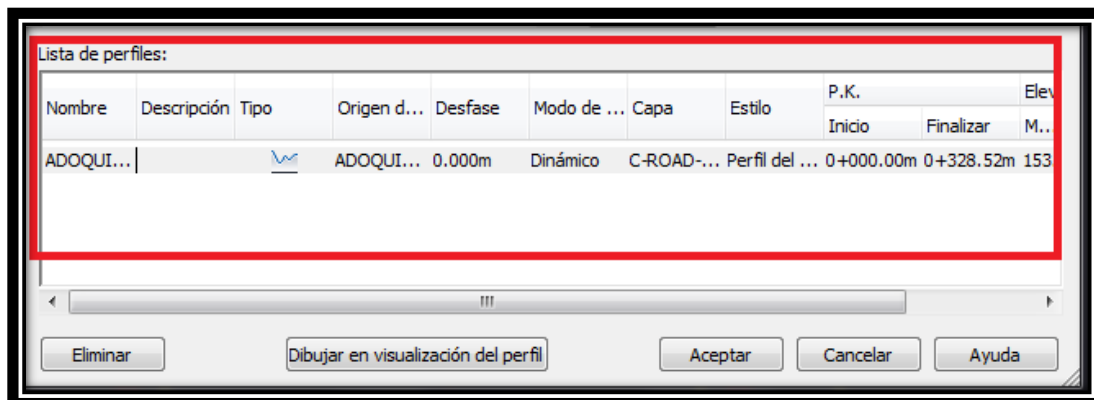 Lista de perfiles:
Nombre Descripción Tipo Origen d... Desfase Modo de ... Capa Estilo P.K. Elev
Inicio Finalizar M...
ADOQUI... ADOQUI... 0.000m Dinámico C-ROAD-... Perfil del ... 0+000.00m 0+328.52m 153
Eliminar Dibujar en visualización del perfil Aceptar Cancelar Ayuda